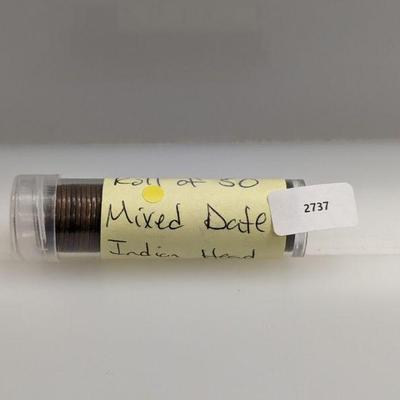 Roll of 50
Mixed Date
Indian Head
2737